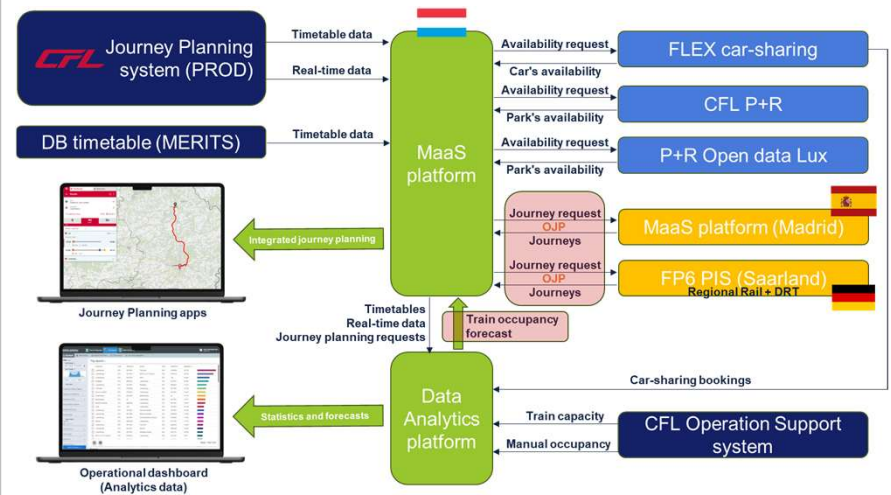 CFL Journey Planning
system (PROD)
DB timetable (MERITS)
Timetable data
Real-time data
Timetable data
MaaS
platform
Availability request
Car's availability
Availability request
Park's availability
Availability request
Park's availability
FLEX car-sharing
CFL P+R
P+R Open data Lux
Journey request
OJP
Journeys
Journey request
OJP
Journeys
MaaS platform (Madrid)
FP6 PIS (Saarland)
Regional Rail + DRT
Integrated journey planning
Journey Planning apps
Timetables
Real-time data
Journey planning requests
Train occupancy
forecast
Data
Analytics
platform
Statistics and forecasts
Operational dashboard
(Analytics data)
Car-sharing bookings
Train capacity
Manual occupancy
CFL Operation Support
system